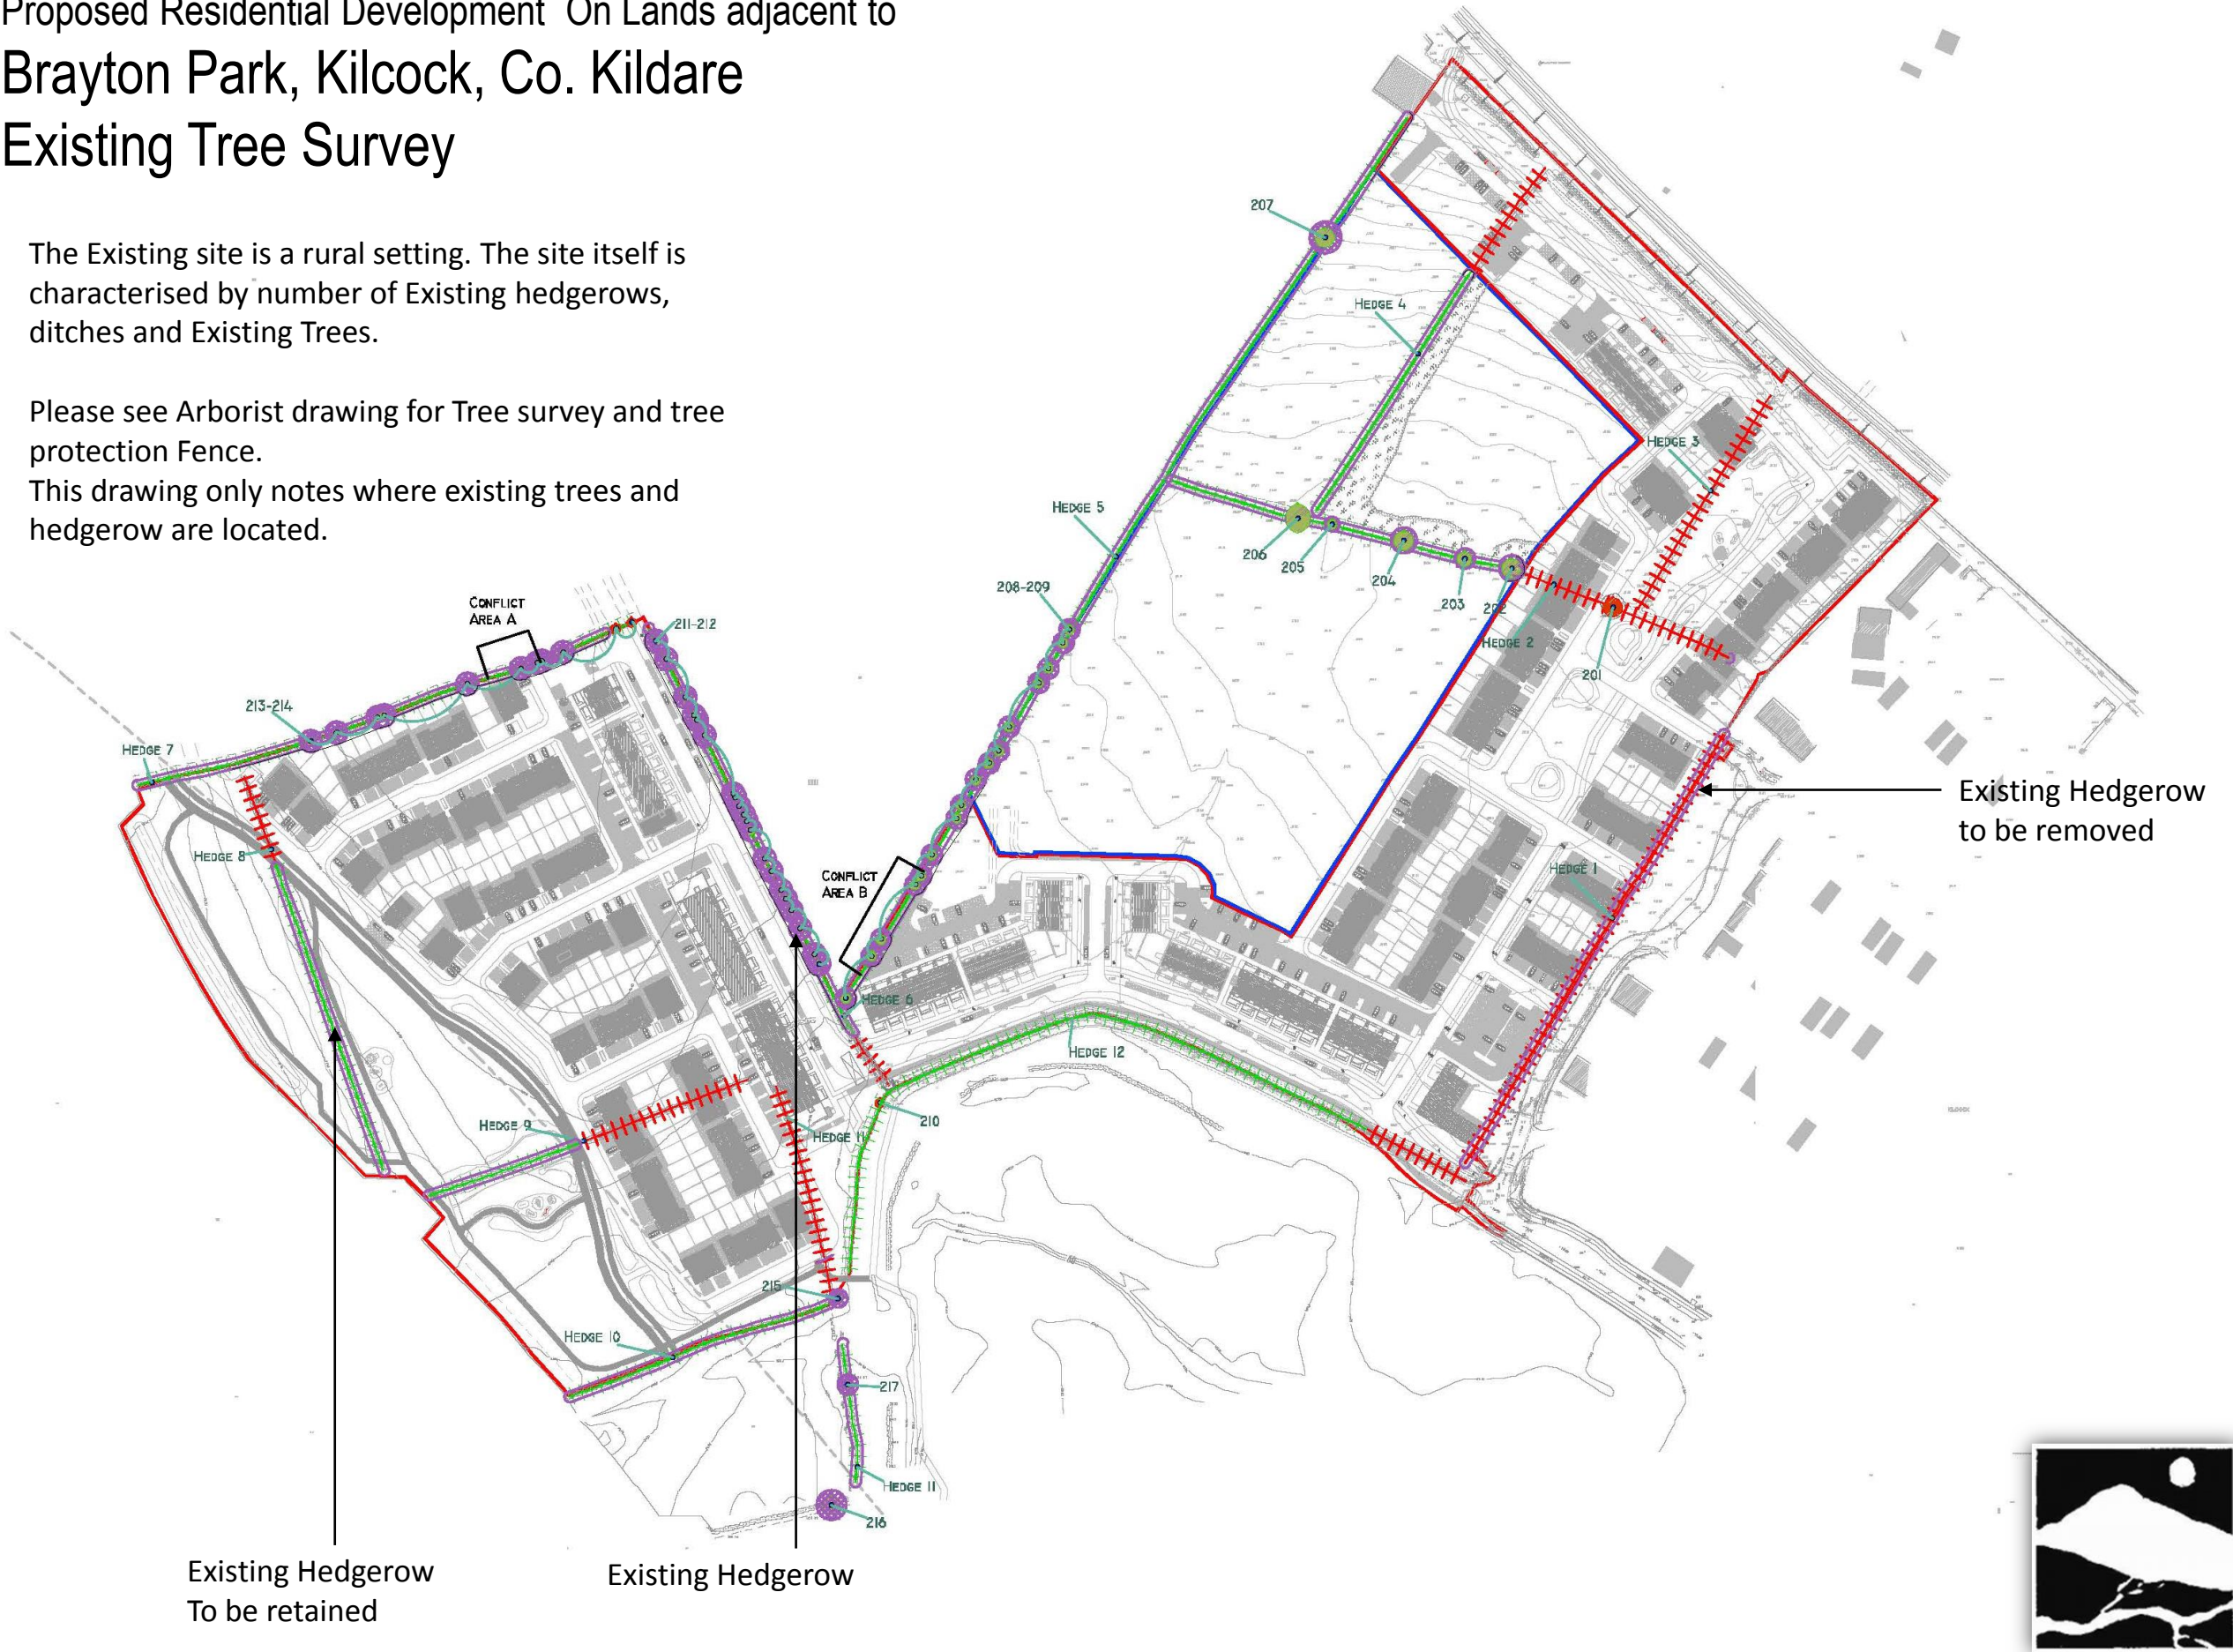 Proposed Residential Development On Lands adjacent to
Brayton Park, Kilcock, Co. Kildare
Existing Tree Survey
The Existing site is a rural setting. The site itself is
characterised by number of Existing hedgerows,
ditches and Existing Trees.
Please see Arborist drawing for Tree survey and tree
protection Fence.
This drawing only notes where existing trees and
hedgerow are located.
207
HEDGE 4
HEDGE 3
HEDGE 5
206
205
204
203
202
208-209
HEDGE 2
201
CONFLICT
AREA A
211-212
213-214
HEDGE 7
Existing Hedgerow
to be removed
HEDGE 8
CONFLICT
AREA B
HEDGE 1
HEDGE 6
HEDGE 12
HEDGE 9
210
HEDGE 11
215
HEDGE 10
217
HEDGE 11
216
Existing Hedgerow
To be retained
Existing Hedgerow